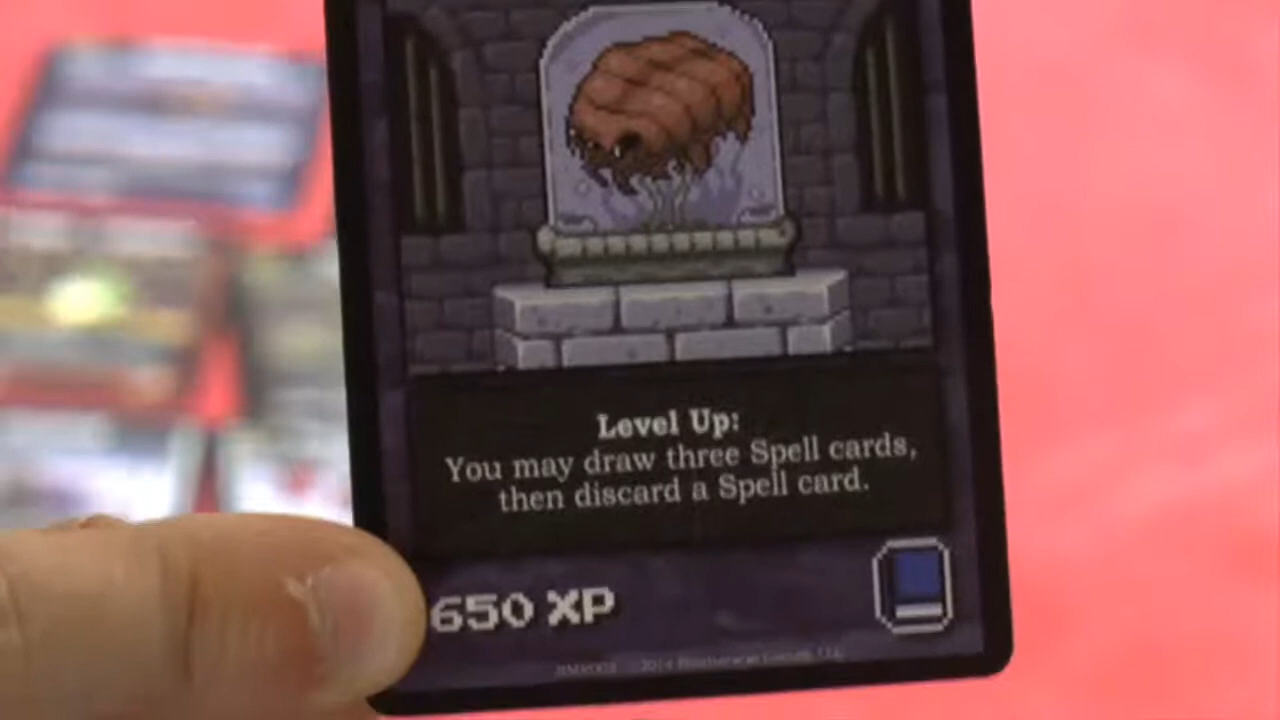 Level Up:
You may draw three Spell cards,
then discard a Spell card.
650 XP